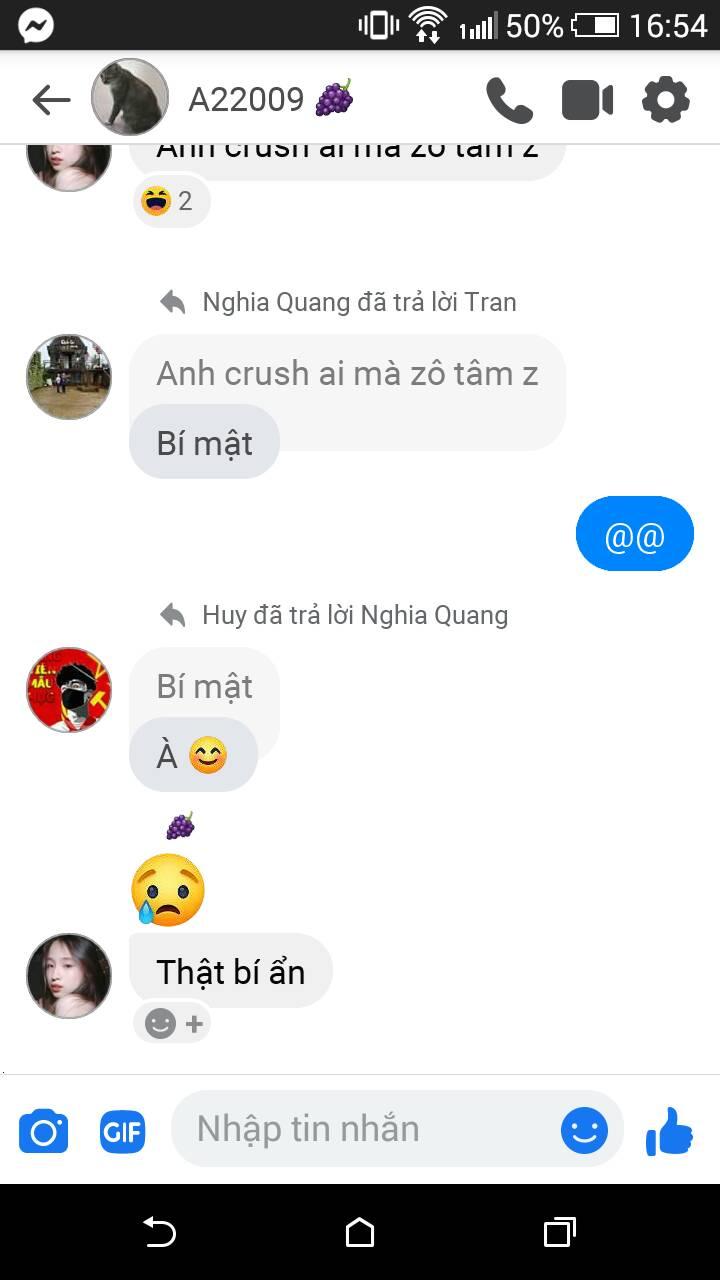 50% 16:54
A22009 🍇
Anh crush ai mà zô tâm z
😆 2
Nghia Quang đã trả lời Tran
Anh crush ai mà zô tâm z
Bí mật
@@
Huy đã trả lời Nghia Quang
Bí mật
À 😊
🍇
😢
Thật bí ẩn
GIF
Nhập tin nhắn